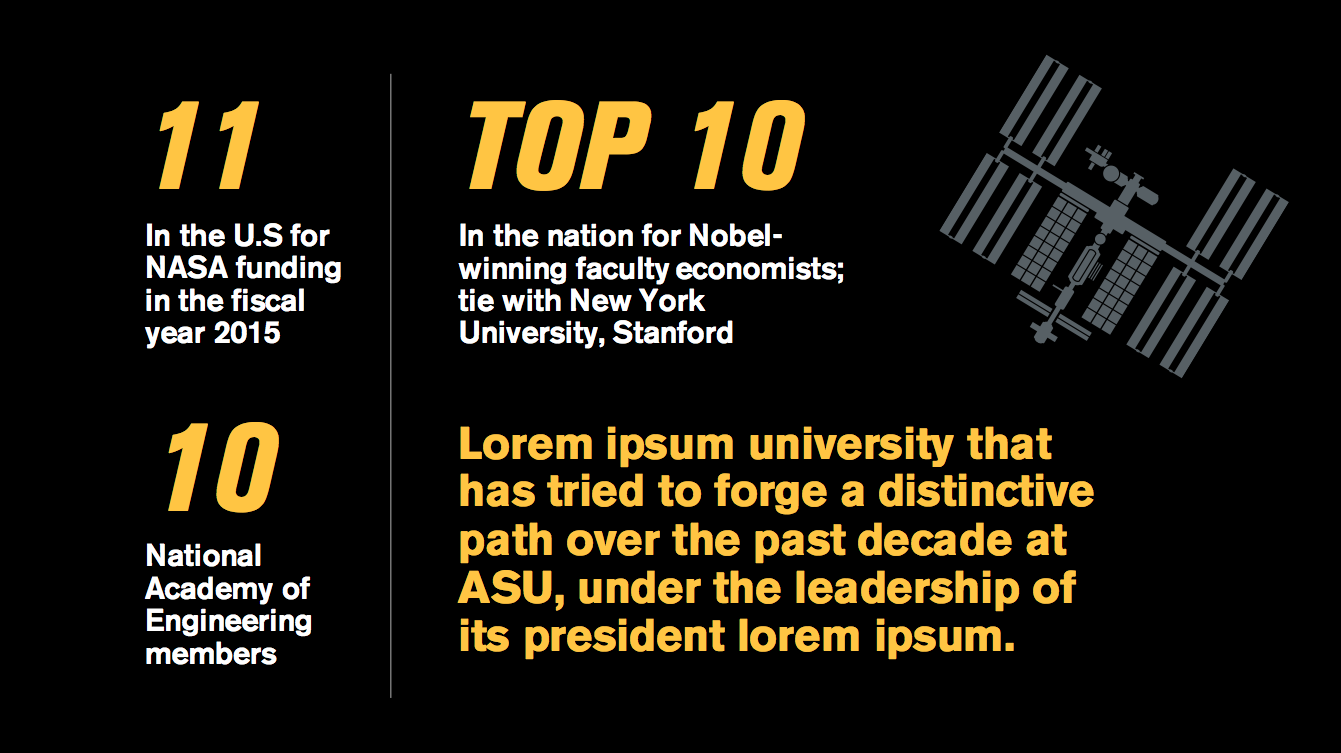 11
In the U.S for
NASA funding
in the fiscal
year 2015
10
National
Academy of
Engineering
members
TOP 10
In the nation for Nobel-
winning faculty economists;
tie with New York
University, Stanford
Lorem ipsum university that
has tried to forge a distinctive
path over the past decade at
ASU, under the leadership of
its president lorem ipsum.